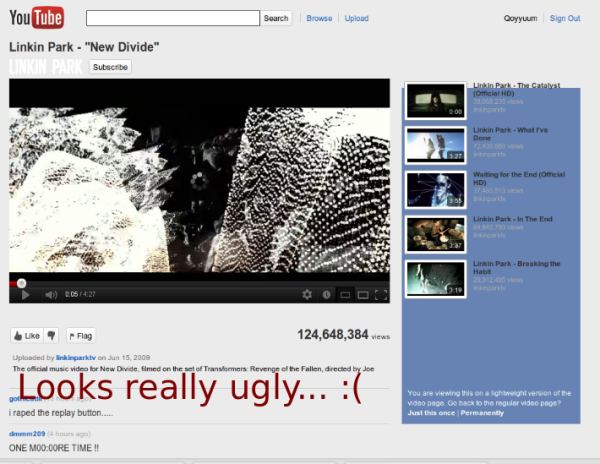 YouTube Search Browse Upload Qoyyuum Sign Out
Linkin Park - "New Divide"
LINKIN PARK Subscribe
0:05 / 4:27
Like Flag
124,648,384 views
Uploaded by linkinparktv on Jun 15, 2009
The official music video for New Divide, filmed on the set of Transformers: Revenge of the Fallen, directed by Joe
Looks really ugly... :(
i raped the replay button.....
dmmm209 (4 hours ago)
ONE M00:00RE TIME !!
Linkin Park - The Catalyst
(Official HD)
views
linkinparktv
0:00
Linkin Park - What I've
Done
views
linkinparktv
3:27
Waiting for the End (Official
HD)
views
linkinparktv
3:55
Linkin Park - In The End
views
linkinparktv
3:37
Linkin Park - Breaking the
Habit
views
linkinparktv
3:19
You are viewing this on a lightweight version of the
video page. Go back to the regular video page?
Just this once | Permanently